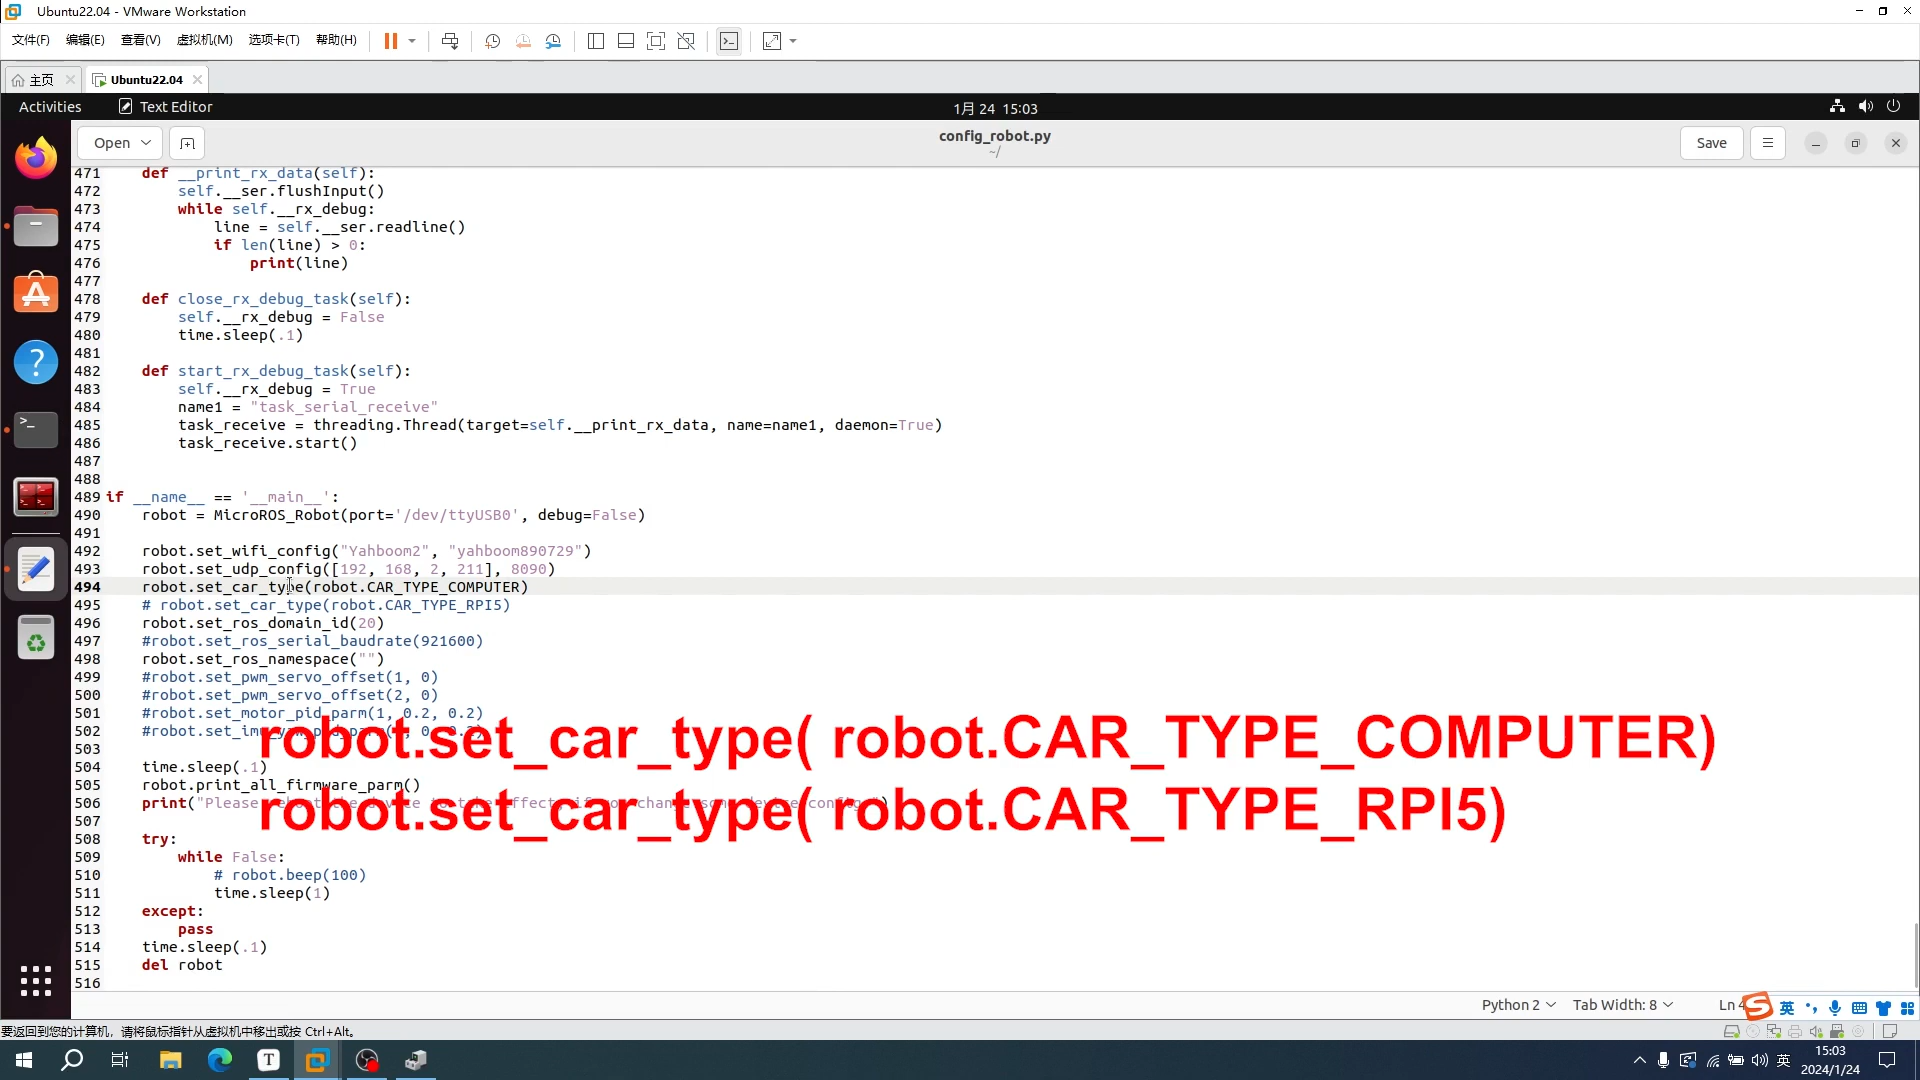 Ubuntu22.04 - VMware Workstation
文件(F) 编辑(E) 查看(V) 虚拟机(M) 选项卡(T) 帮助(H)
主页 Ubuntu22.04
Activities Text Editor 1月 24 15:03
Open config_robot.py Save
~/
471 def __print_rx_data(self):
472 self.__ser.flushInput()
473 while self.__rx_debug:
474 line = self.__ser.readline()
475 if len(line) > 0:
476 print(line)
477
478 def close_rx_debug_task(self):
479 self.__rx_debug = False
480 time.sleep(.1)
481
482 def start_rx_debug_task(self):
483 self.__rx_debug = True
484 name1 = "task_serial_receive"
485 task_receive = threading.Thread(target=self.__print_rx_data, name=name1, daemon=True)
486 task_receive.start()
487
488
489 if __name__ == '__main__':
490 robot = MicroROS_Robot(port='/dev/ttyUSB0', debug=False)
491
492 robot.set_wifi_config("Yahboom2", "yahboom890729")
493 robot.set_udp_config([192, 168, 2, 211], 8090)
494 robot.set_car_type(robot.CAR_TYPE_COMPUTER)
495 # robot.set_car_type(robot.CAR_TYPE_RPI5)
496 robot.set_ros_domain_id(20)
497 #robot.set_ros_serial_baudrate(921600)
498 robot.set_ros_namespace("")
499 #robot.set_pwm_servo_offset(1, 0)
500 #robot.set_pwm_servo_offset(2, 0)
501 #robot.set_motor_pid_parm(1, 0.2, 0.2)
502
robot.set_car_type( robot.CAR_TYPE_COMPUTER)
503
504 time.sleep(.1)
505 robot.print_all_firmware_parm()
506 print("Please
robot.set_car_type( robot.CAR_TYPE_RPI5)
507
508 try:
509 while False:
510 # robot.beep(100)
511 time.sleep(1)
512 except:
513 pass
514 time.sleep(.1)
515 del robot
516
Python 2 Tab Width: 8 Ln 英
要返回到您的计算机，请将鼠标指针从虚拟机中移出或按 Ctrl+Alt。
英 15:03
2024/1/24